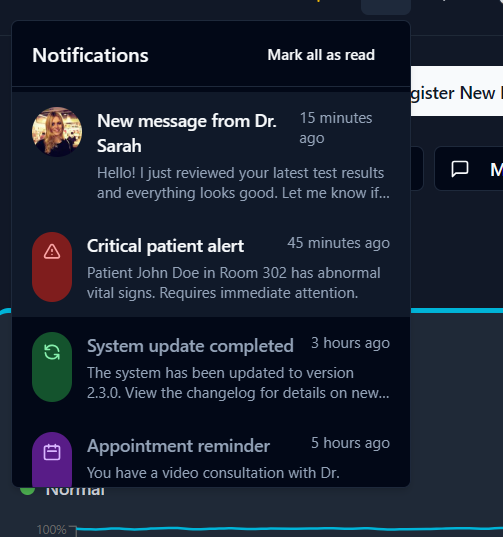 Notifications
Mark all as read
gister New
New message from Dr. Sarah
15 minutes ago
Hello! I just reviewed your latest test results
and everything looks good. Let me know if...
M
Critical patient alert
45 minutes ago
Patient John Doe in Room 302 has abnormal
vital signs. Requires immediate attention.
System update completed
3 hours ago
The system has been updated to version
2.3.0. View the changelog for details on new...
Appointment reminder
5 hours ago
You have a video consultation with Dr.
Normal
100%